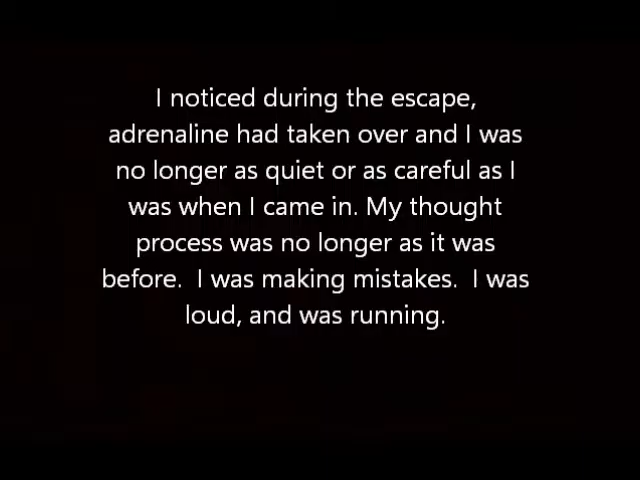 I noticed during the escape,
adrenaline had taken over and I was
no longer as quiet or as careful as I
was when I came in. My thought
process was no longer as it was
before.  I was making mistakes.  I was
loud, and was running.